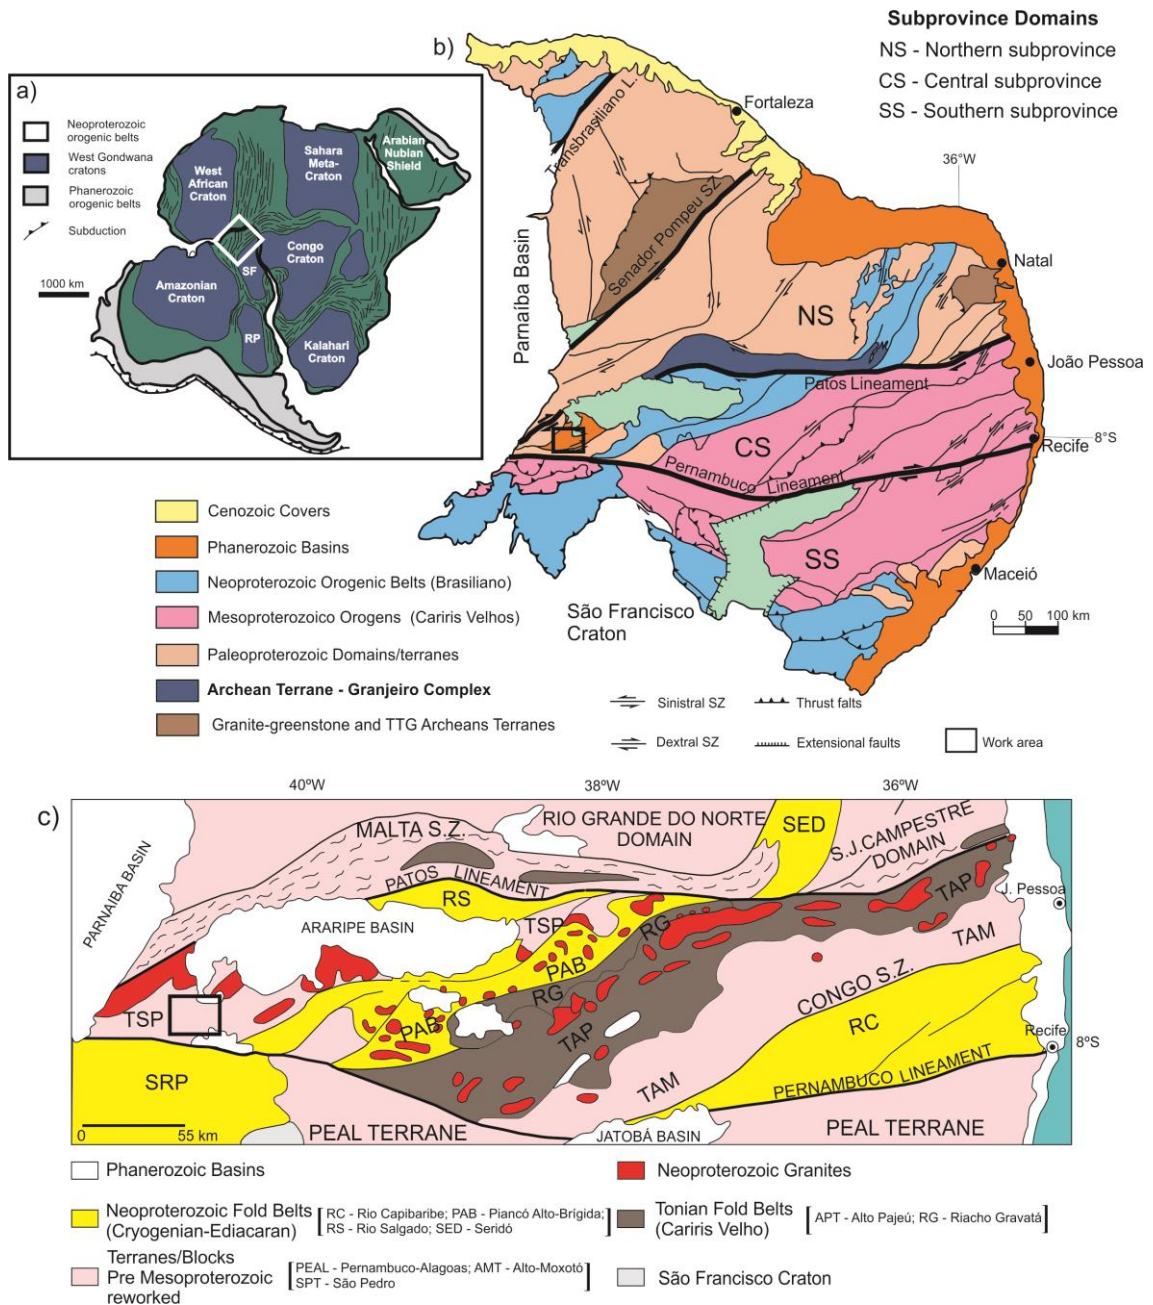 Subprovince Domains
NS - Northern subprovince
CS - Central subprovince
SS - Southern subprovince
a)
Neoproterozoic
orogenic belts
West Gondwana
cratons
Phanerozoic
orogenic belts
Subduction
1000 km
West
African
Craton
Sahara
Meta-
Craton
Arabian
Nubian
Shield
Congo
Craton
SF
Amazonian
Craton
RP
Kalahari
Craton
b)
Transbrasiliano L.
Fortaleza
36°W
Senador Pompeu SZ
Parnaíba Basin
Natal
NS
João Pessoa
Patos Lineament
CS
Recife
8°S
Pernambuco Lineament
SS
Maceió
São Francisco
Craton
0 50 100 km
Cenozoic Covers
Phanerozoic Basins
Neoproterozoic Orogenic Belts (Brasiliano)
Mesoproterozoico Orogens (Cariris Velhos)
Paleoproterozoic Domains/terranes
Archean Terrane - Granjeiro Complex
Granite-greenstone and TTG Archeans Terranes
Sinistral SZ
Thrust falts
Dextral SZ
Extensional faults
Work area
c)
40ºW
38ºW
36ºW
PARNAIBA BASIN
MALTA S.Z.
RIO GRANDE DO NORTE
DOMAIN
SED
S.J.CAMPESTRE
DOMAIN
PATOS LINEAMENT
RS
TAP
J. Pessoa
ARARIPE BASIN
TSP
RG
PAB
TAM
RG
CONGO S.Z.
TSP
PAB
TAP
RC
Recife
8ºS
SRP
TAM
PERNAMBUCO LINEAMENT
0 55 km
PEAL TERRANE
JATOBÁ BASIN
PEAL TERRANE
Phanerozoic Basins
Neoproterozoic Granites
Neoproterozoic Fold Belts
(Cryogenian-Ediacaran)
RC - Rio Capibaribe; PAB - Piancó Alto-Brígida;
RS - Rio Salgado; SED - Seridó
Tonian Fold Belts
(Cariris Velho)
APT - Alto Pajeú; RG - Riacho Gravatá
Terranes/Blocks
Pre Mesoproterozoic
reworked
PEAL - Pernambuco-Alagoas; AMT - Alto-Moxotó
SPT - São Pedro
São Francisco Craton